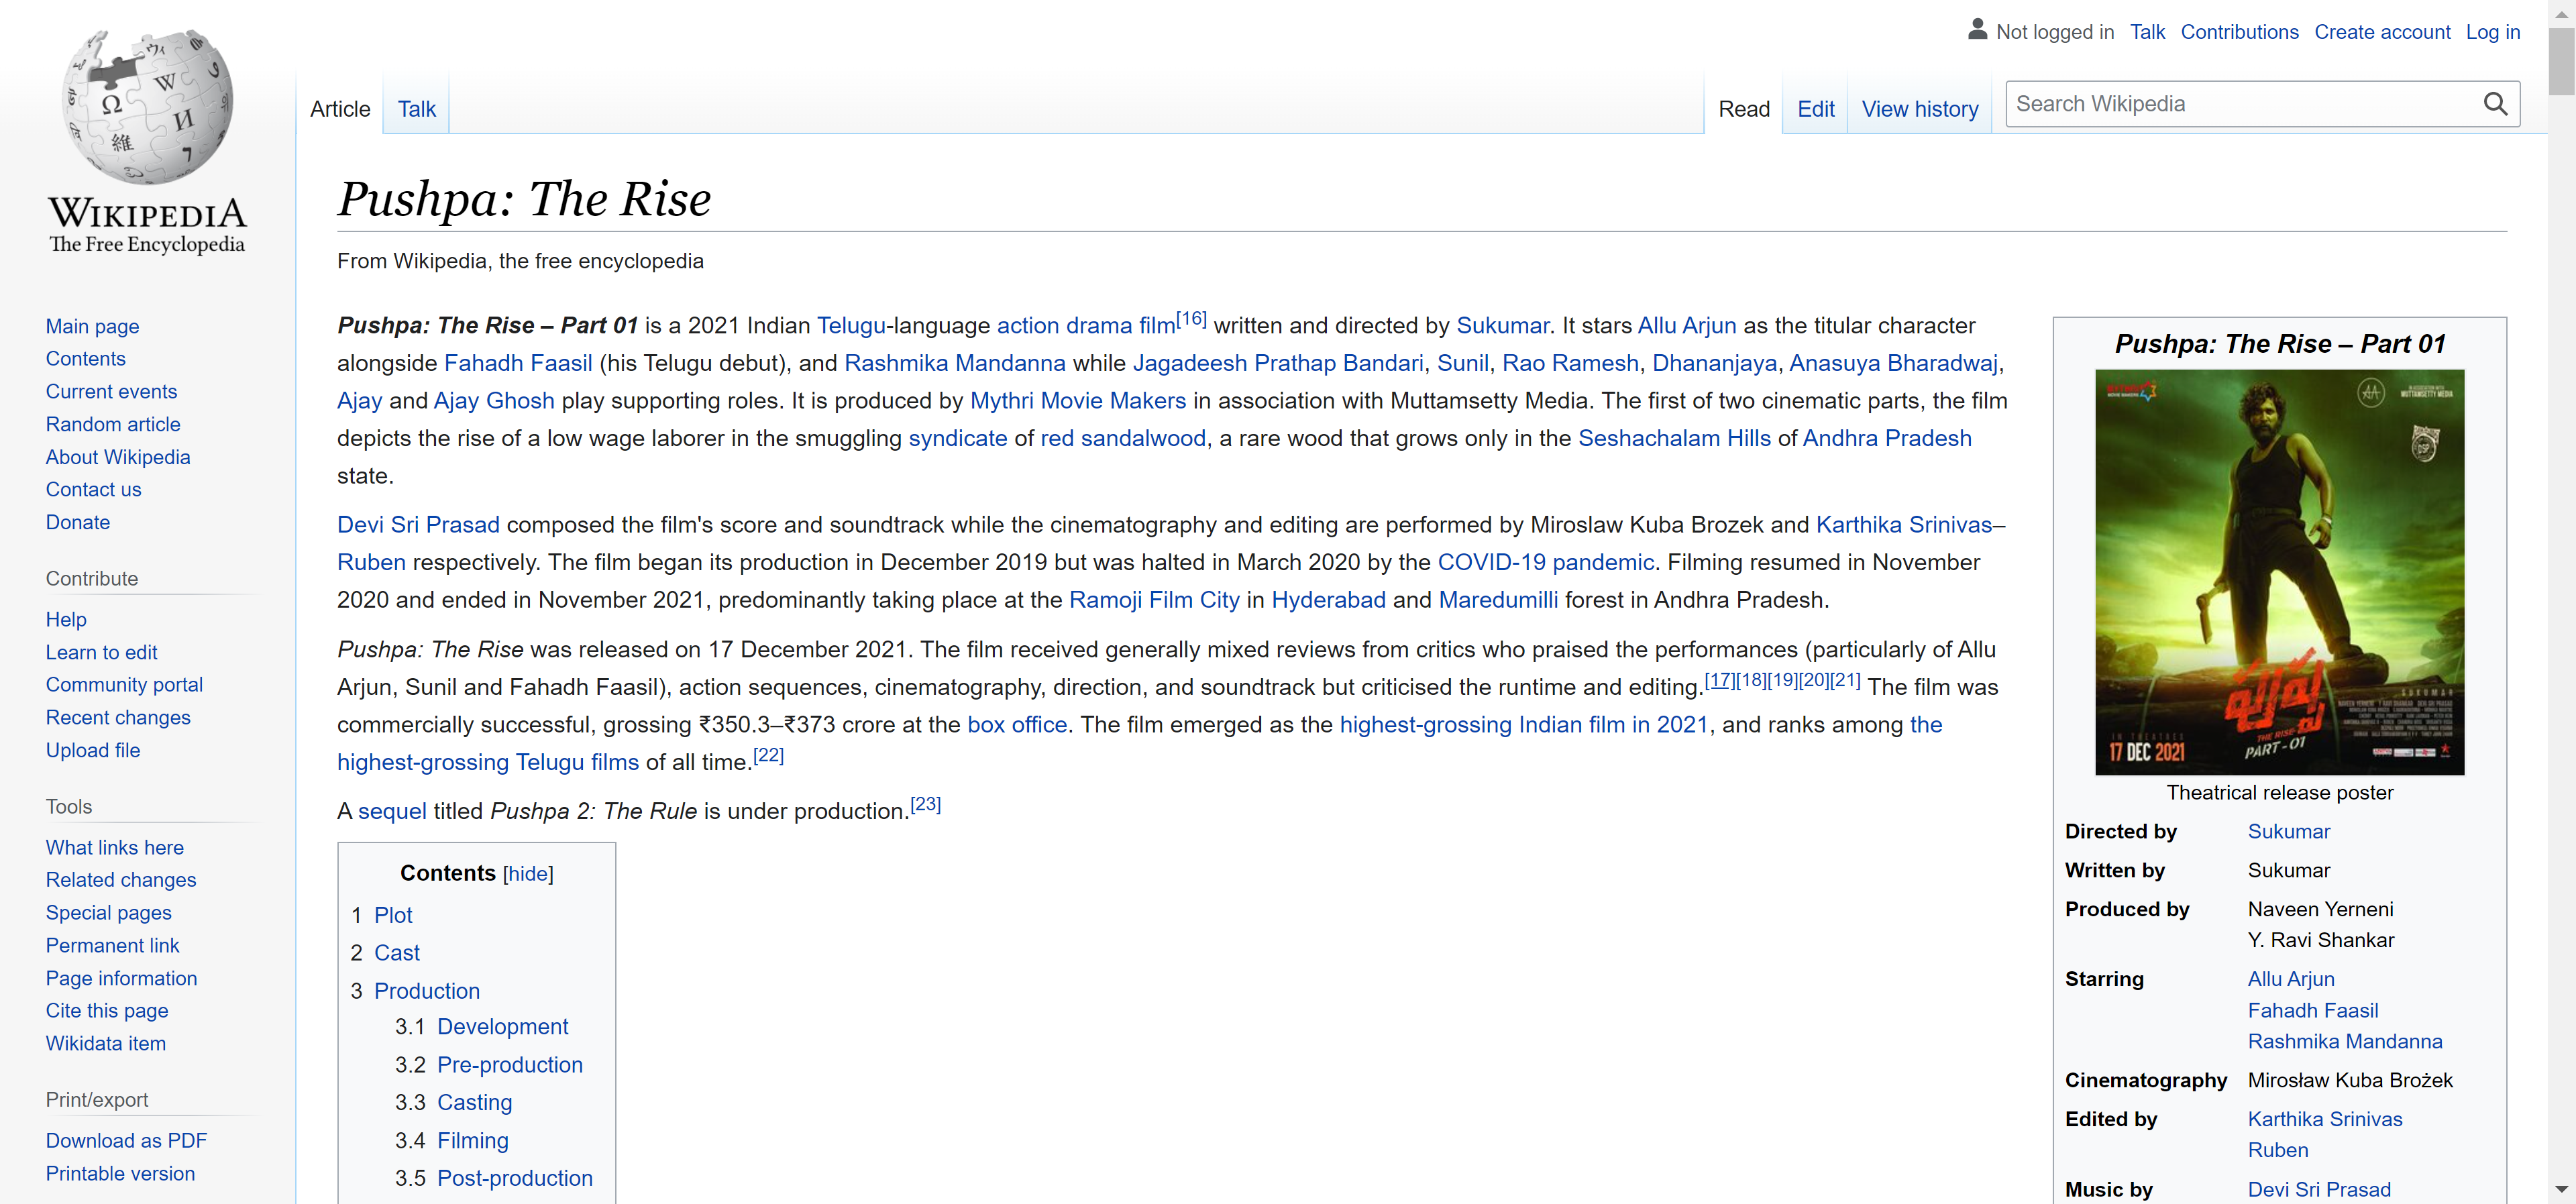 Not logged in Talk Contributions Create account Log in
Article Talk Read Edit View history Search Wikipedia
WIKIPEDIA
The Free Encyclopedia
Main page
Contents
Current events
Random article
About Wikipedia
Contact us
Donate
Contribute
Help
Learn to edit
Community portal
Recent changes
Upload file
Tools
What links here
Related changes
Special pages
Permanent link
Page information
Cite this page
Wikidata item
Print/export
Download as PDF
Printable version
Pushpa: The Rise
From Wikipedia, the free encyclopedia
Pushpa: The Rise – Part 01 is a 2021 Indian Telugu-language action drama film[16] written and directed by Sukumar. It stars Allu Arjun as the titular character
alongside Fahadh Faasil (his Telugu debut), and Rashmika Mandanna while Jagadeesh Prathap Bandari, Sunil, Rao Ramesh, Dhananjaya, Anasuya Bharadwaj,
Ajay and Ajay Ghosh play supporting roles. It is produced by Mythri Movie Makers in association with Muttamsetty Media. The first of two cinematic parts, the film
depicts the rise of a low wage laborer in the smuggling syndicate of red sandalwood, a rare wood that grows only in the Seshachalam Hills of Andhra Pradesh
state.
Devi Sri Prasad composed the film's score and soundtrack while the cinematography and editing are performed by Miroslaw Kuba Brozek and Karthika Srinivas–
Ruben respectively. The film began its production in December 2019 but was halted in March 2020 by the COVID-19 pandemic. Filming resumed in November
2020 and ended in November 2021, predominantly taking place at the Ramoji Film City in Hyderabad and Maredumilli forest in Andhra Pradesh.
Pushpa: The Rise was released on 17 December 2021. The film received generally mixed reviews from critics who praised the performances (particularly of Allu
Arjun, Sunil and Fahadh Faasil), action sequences, cinematography, direction, and soundtrack but criticised the runtime and editing.[17][18][19][20][21] The film was
commercially successful, grossing ₹350.3–₹373 crore at the box office. The film emerged as the highest-grossing Indian film in 2021, and ranks among the
highest-grossing Telugu films of all time.[22]
A sequel titled Pushpa 2: The Rule is under production.[23]
Contents [hide]
1 Plot
2 Cast
3 Production
3.1 Development
3.2 Pre-production
3.3 Casting
3.4 Filming
3.5 Post-production
Pushpa: The Rise – Part 01
MUTTAMSETTY MEDIA
పుష్ప
THE RISE
PART-01
SUKUMAR
IN THEATRES
17 DEC 2021
Theatrical release poster
Directed by Sukumar
Written by Sukumar
Produced by Naveen Yerneni
Y. Ravi Shankar
Starring Allu Arjun
Fahadh Faasil
Rashmika Mandanna
Cinematography Mirosław Kuba Brożek
Edited by Karthika Srinivas
Ruben
Music by Devi Sri Prasad